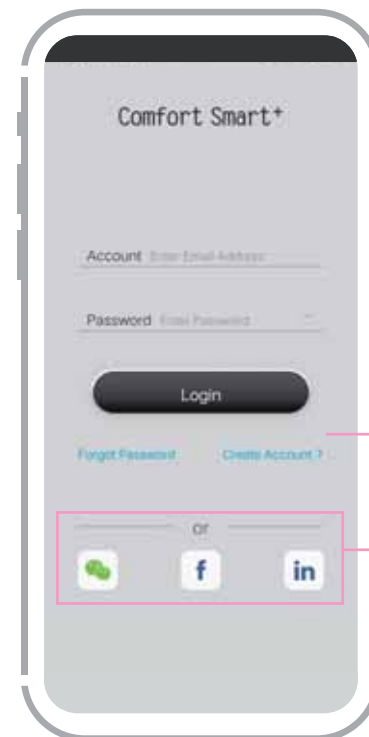 Comfort Smart+
Account Enter Email Address
Password Enter Password
Login
Forgot Password Create Account ?
or
f in